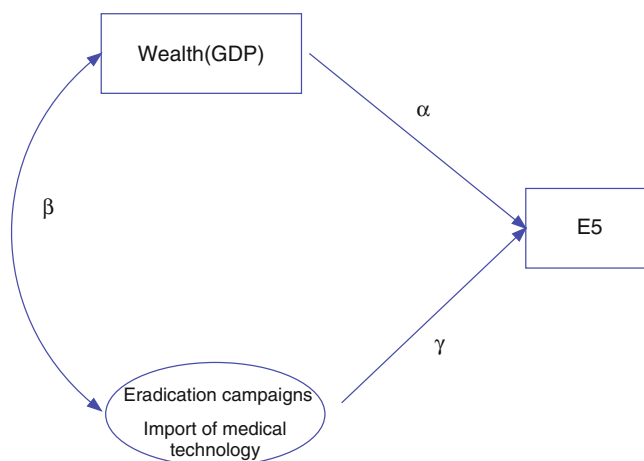 Wealth(GDP)
α
β
E5
γ
Eradication campaigns
Import of medical
technology